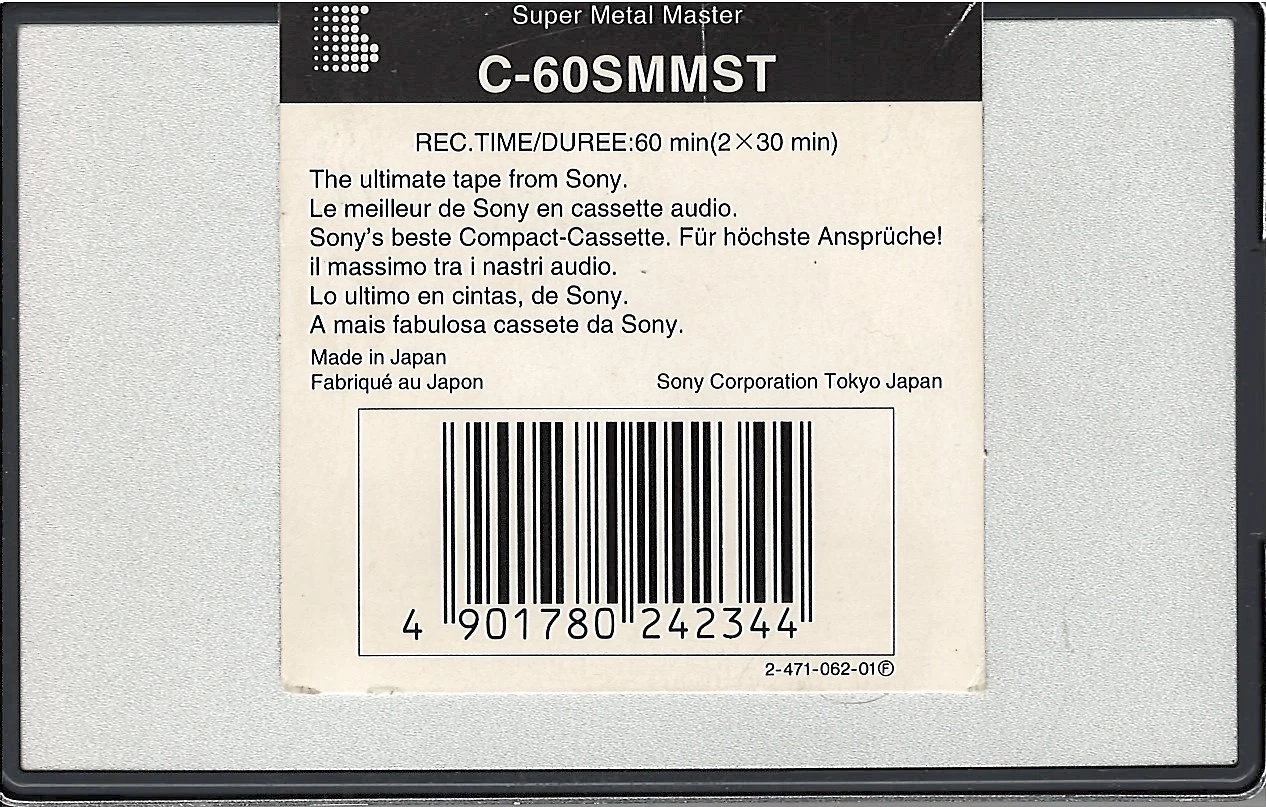 Super Metal Master
C-60SMMST
REC.TIME/DUREE:60 min(2×30 min)
The ultimate tape from Sony.
Le meilleur de Sony en cassette audio.
Sony's beste Compact-Cassette. Für höchste Ansprüche!
il massimo tra i nastri audio.
Lo ultimo en cintas, de Sony.
A mais fabulosa cassete da Sony.
Made in Japan
Fabriqué au Japon
Sony Corporation Tokyo Japan
4 901780 242344
2-471-062-01Ⓕ